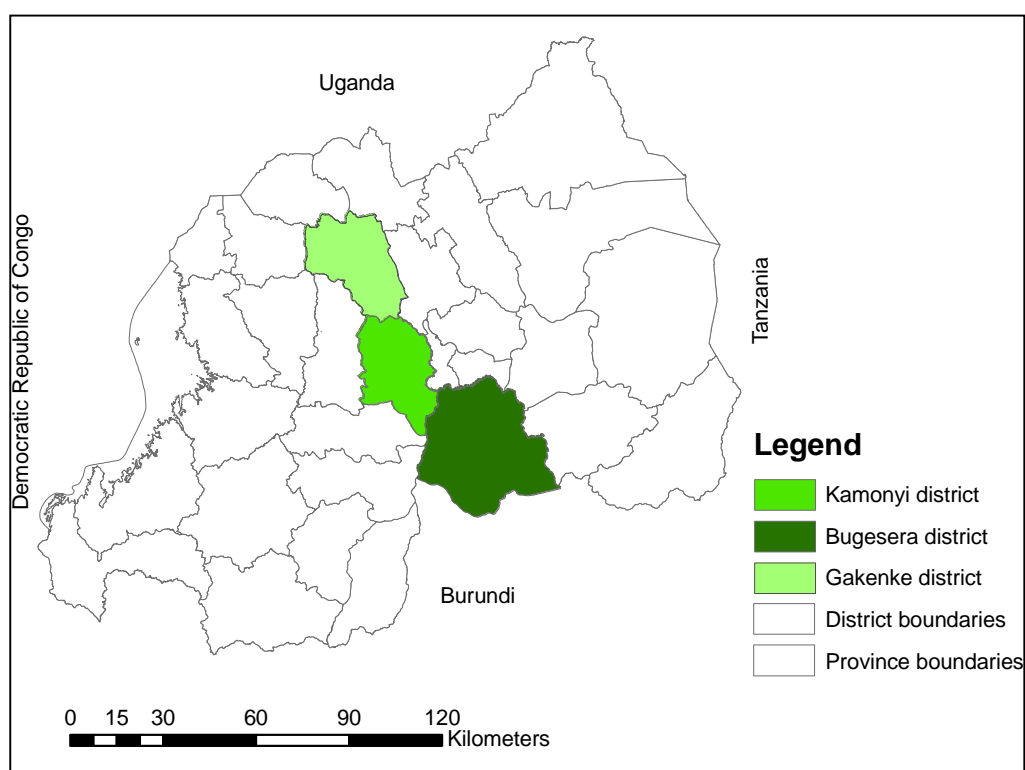 Uganda
Democratic Republic of Congo
Tanzania
Burundi
Legend
Kamonyi district
Bugesera district
Gakenke district
District boundaries
Province boundaries
0 15 30 60 90 120
Kilometers